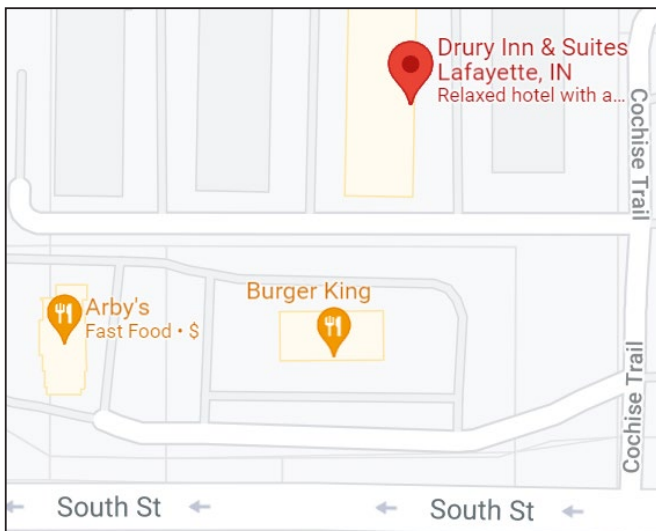 Drury Inn & Suites
Lafayette, IN
Relaxed hotel with a...
Cochise Trail
Burger King
Arby's
Fast Food • $
Cochise Trail
South St
South St